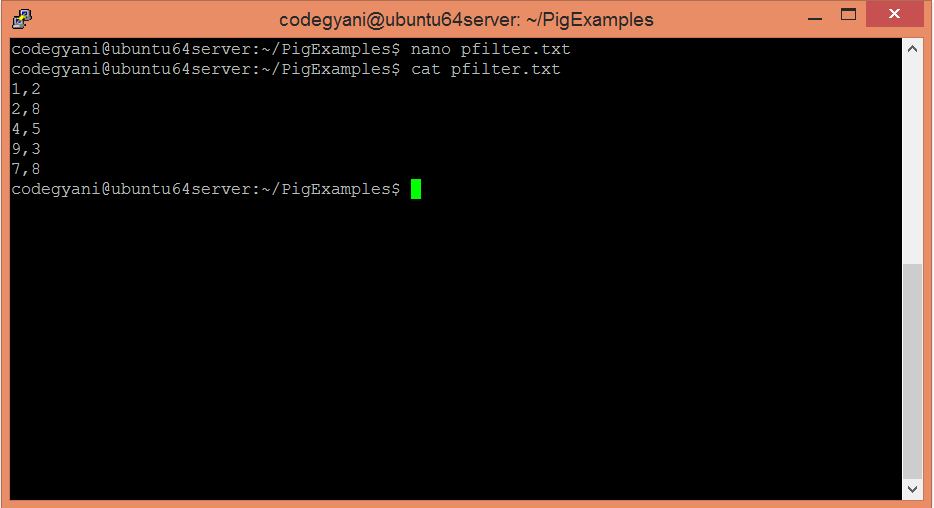 codegyani@ubuntu64server: ~/PigExamples
codegyani@ubuntu64server:~/PigExamples$ nano pfilter.txt
codegyani@ubuntu64server:~/PigExamples$ cat pfilter.txt
1,2
2,8
4,5
9,3
7,8
codegyani@ubuntu64server:~/PigExamples$